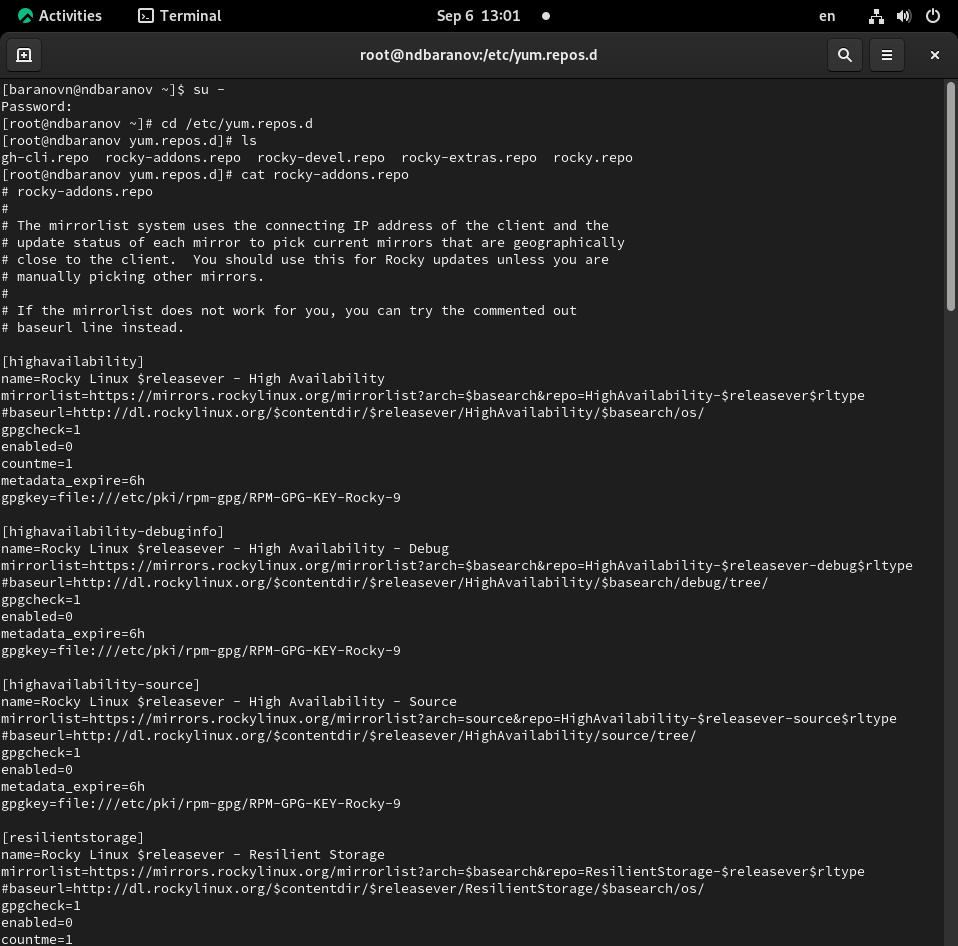 Activities Terminal Sep 6 13:01 en
root@ndbaranov:/etc/yum.repos.d
[baranovn@ndbaranov ~]$ su -
Password:
[root@ndbaranov ~]# cd /etc/yum.repos.d
[root@ndbaranov yum.repos.d]# ls
gh-cli.repo  rocky-addons.repo  rocky-devel.repo  rocky-extras.repo  rocky.repo
[root@ndbaranov yum.repos.d]# cat rocky-addons.repo
# rocky-addons.repo
#
# The mirrorlist system uses the connecting IP address of the client and the
# update status of each mirror to pick current mirrors that are geographically
# close to the client.  You should use this for Rocky updates unless you are
# manually picking other mirrors.
#
# If the mirrorlist does not work for you, you can try the commented out
# baseurl line instead.

[highavailability]
name=Rocky Linux $releasever - High Availability
mirrorlist=https://mirrors.rockylinux.org/mirrorlist?arch=$basearch&repo=HighAvailability-$releasever$rltype
#baseurl=http://dl.rockylinux.org/$contentdir/$releasever/HighAvailability/$basearch/os/
gpgcheck=1
enabled=0
countme=1
metadata_expire=6h
gpgkey=file:///etc/pki/rpm-gpg/RPM-GPG-KEY-Rocky-9

[highavailability-debuginfo]
name=Rocky Linux $releasever - High Availability - Debug
mirrorlist=https://mirrors.rockylinux.org/mirrorlist?arch=$basearch&repo=HighAvailability-$releasever-debug$rltype
#baseurl=http://dl.rockylinux.org/$contentdir/$releasever/HighAvailability/$basearch/debug/tree/
gpgcheck=1
enabled=0
metadata_expire=6h
gpgkey=file:///etc/pki/rpm-gpg/RPM-GPG-KEY-Rocky-9

[highavailability-source]
name=Rocky Linux $releasever - High Availability - Source
mirrorlist=https://mirrors.rockylinux.org/mirrorlist?arch=source&repo=HighAvailability-$releasever-source$rltype
#baseurl=http://dl.rockylinux.org/$contentdir/$releasever/HighAvailability/source/tree/
gpgcheck=1
enabled=0
metadata_expire=6h
gpgkey=file:///etc/pki/rpm-gpg/RPM-GPG-KEY-Rocky-9

[resilientstorage]
name=Rocky Linux $releasever - Resilient Storage
mirrorlist=https://mirrors.rockylinux.org/mirrorlist?arch=$basearch&repo=ResilientStorage-$releasever$rltype
#baseurl=http://dl.rockylinux.org/$contentdir/$releasever/ResilientStorage/$basearch/os/
gpgcheck=1
enabled=0
countme=1